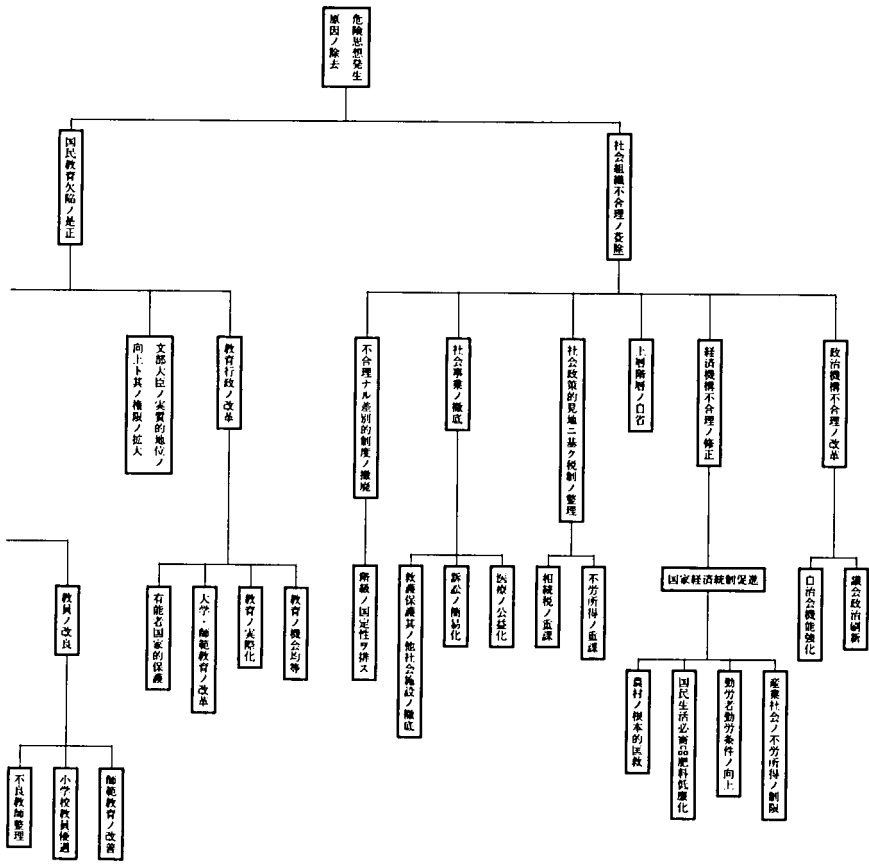 危険思想発生
原因ノ除去
社会組織不合理ノ芟除
国民教育欠陥ノ是正
政治機構不合理ノ改革
経済機構不合理ノ修正
上層階層ノ自省
社会政策的見地ニ基ク税制ノ整理
社会事業ノ徹底
不合理ナル差別的制度ノ撤廃
教育行政ノ改革
文部大臣ノ実質的地位ノ
向上ト其ノ権限ノ拡大
議会政治刷新
自治会機能強化
国家経済統制促進
不労所得ノ重課
相続税ノ重課
医療ノ公益化
訴訟ノ簡易化
救護保護其ノ他社会施設ノ徹底
階級ノ固定性ヲ排ス
教育ノ機会均等
教育ノ実際化
大学・師範教育ノ改革
有能者国家的保護
教員ノ改良
産業社会ノ不労所得ノ制限
勤労者勤労条件ノ向上
国民生活必需品肥料低廉化
農村ノ根本的匡救
師範教育ノ改善
小学校教員優遇
不良教師整理